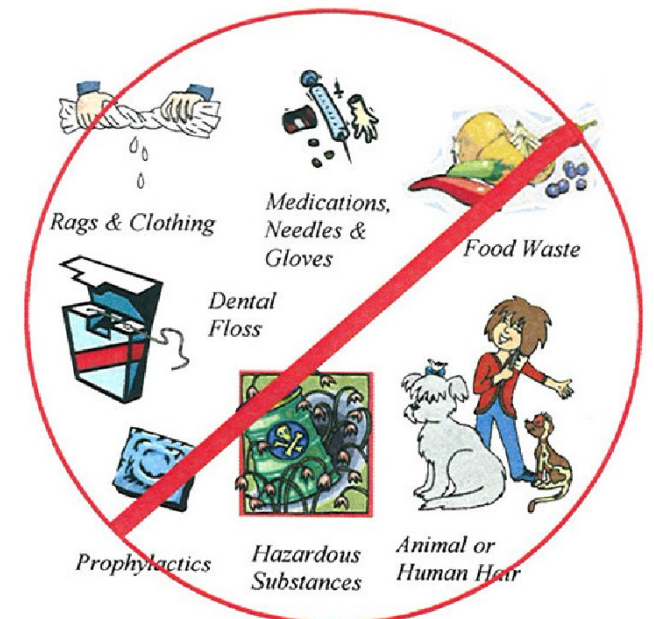 Rags & Clothing
Medications,
Needles &
Gloves
Food Waste
Dental
Floss
Prophylactics
Hazardous
Substances
Animal or
Human Hair